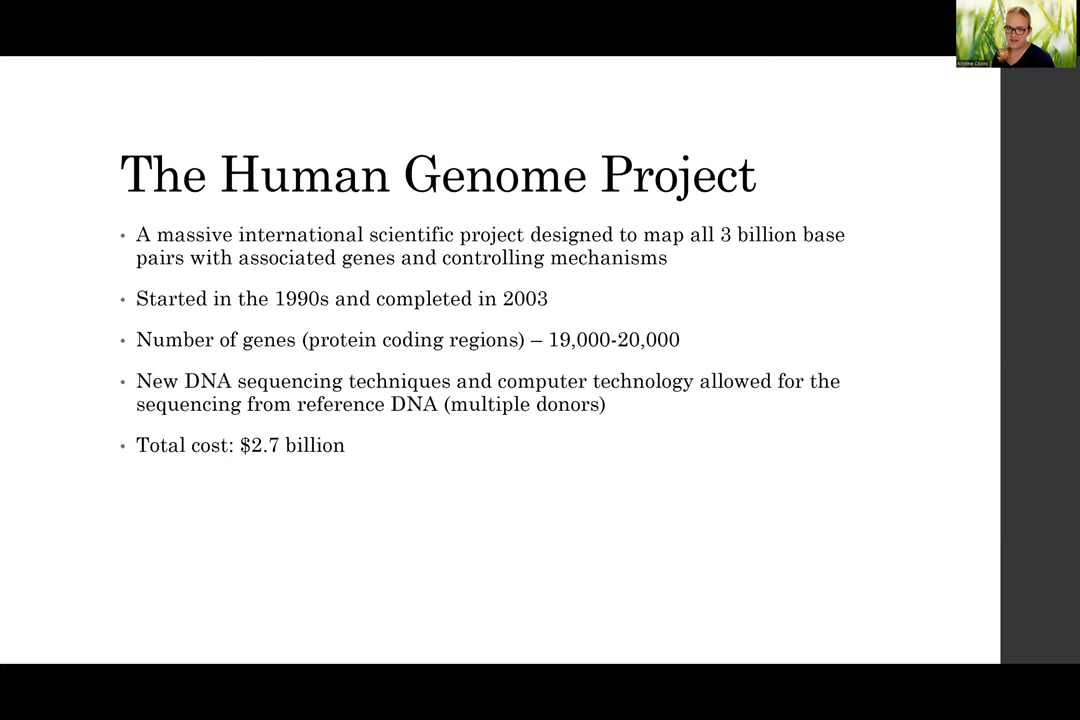 Kristine Collins
The Human Genome Project
• A massive international scientific project designed to map all 3 billion base
pairs with associated genes and controlling mechanisms
• Started in the 1990s and completed in 2003
• Number of genes (protein coding regions) – 19,000-20,000
• New DNA sequencing techniques and computer technology allowed for the
sequencing from reference DNA (multiple donors)
• Total cost: $2.7 billion